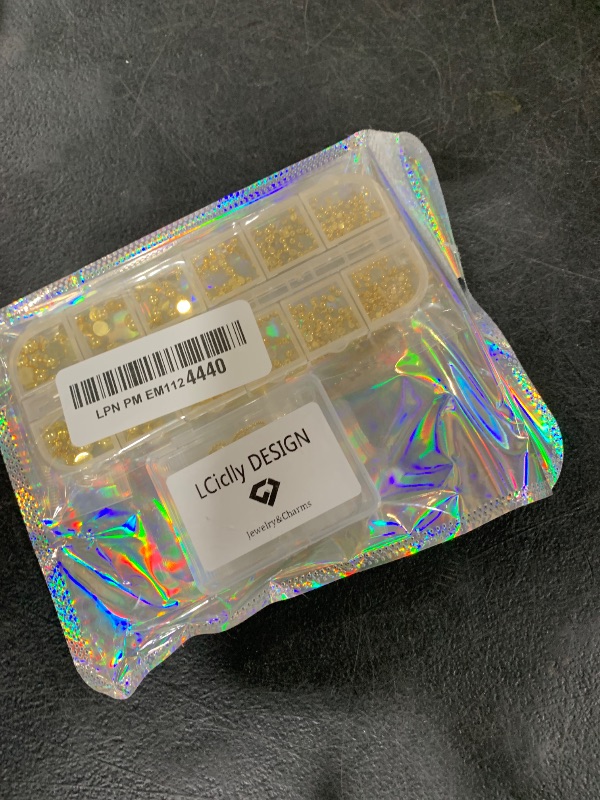 LPN PM EM1124440
LCiclly DESIGN
Jewelry&Charms